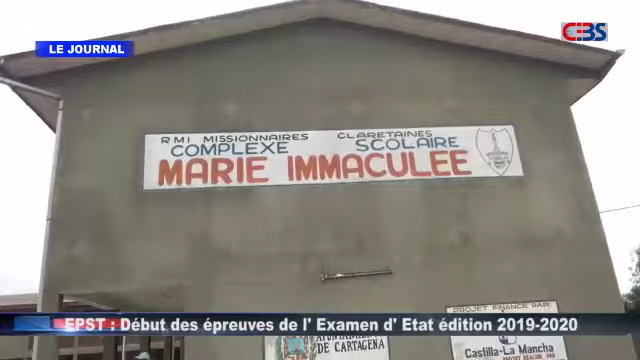 LE JOURNAL
CEBS
RMI MISSIONNAIRES CLARETAINES
COMPLEXE SCOLAIRE
MARIE IMMACULEE
PROJET FINANCE PAR:
EPST : Début des épreuves de l' Examen d' Etat édition 2019-2020
AYUNTAMIENTO
DE CARTAGENA
Castilla-La Mancha